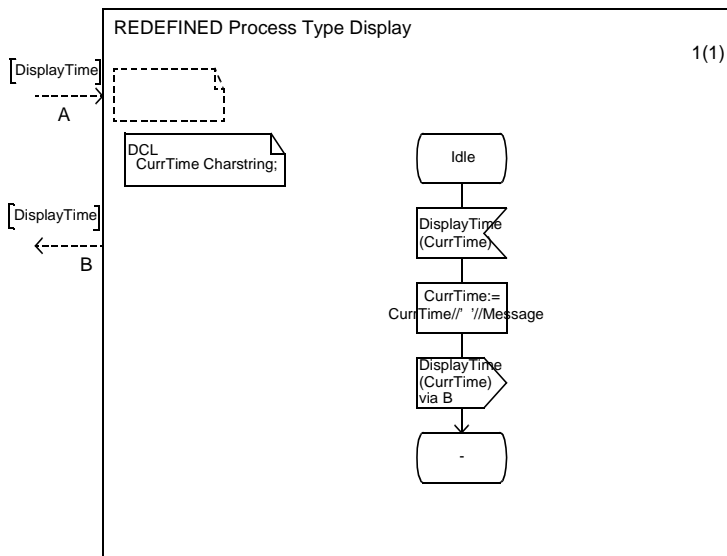 REDEFINED Process Type Display
1(1)
[DisplayTime]
A
DCL
CurrTime Charstring;
Idle
[DisplayTime]
B
DisplayTime
(CurrTime)
CurrTime:=
CurrTime//' '//Message
DisplayTime
(CurrTime)
via B
-